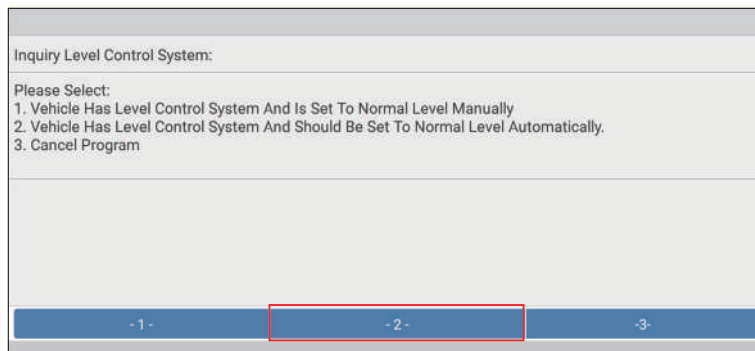 Inquiry Level Control System:
Please Select:
1. Vehicle Has Level Control System And Is Set To Normal Level Manually
2. Vehicle Has Level Control System And Should Be Set To Normal Level Automatically.
3. Cancel Program
- 1 -
- 2 -
-3-